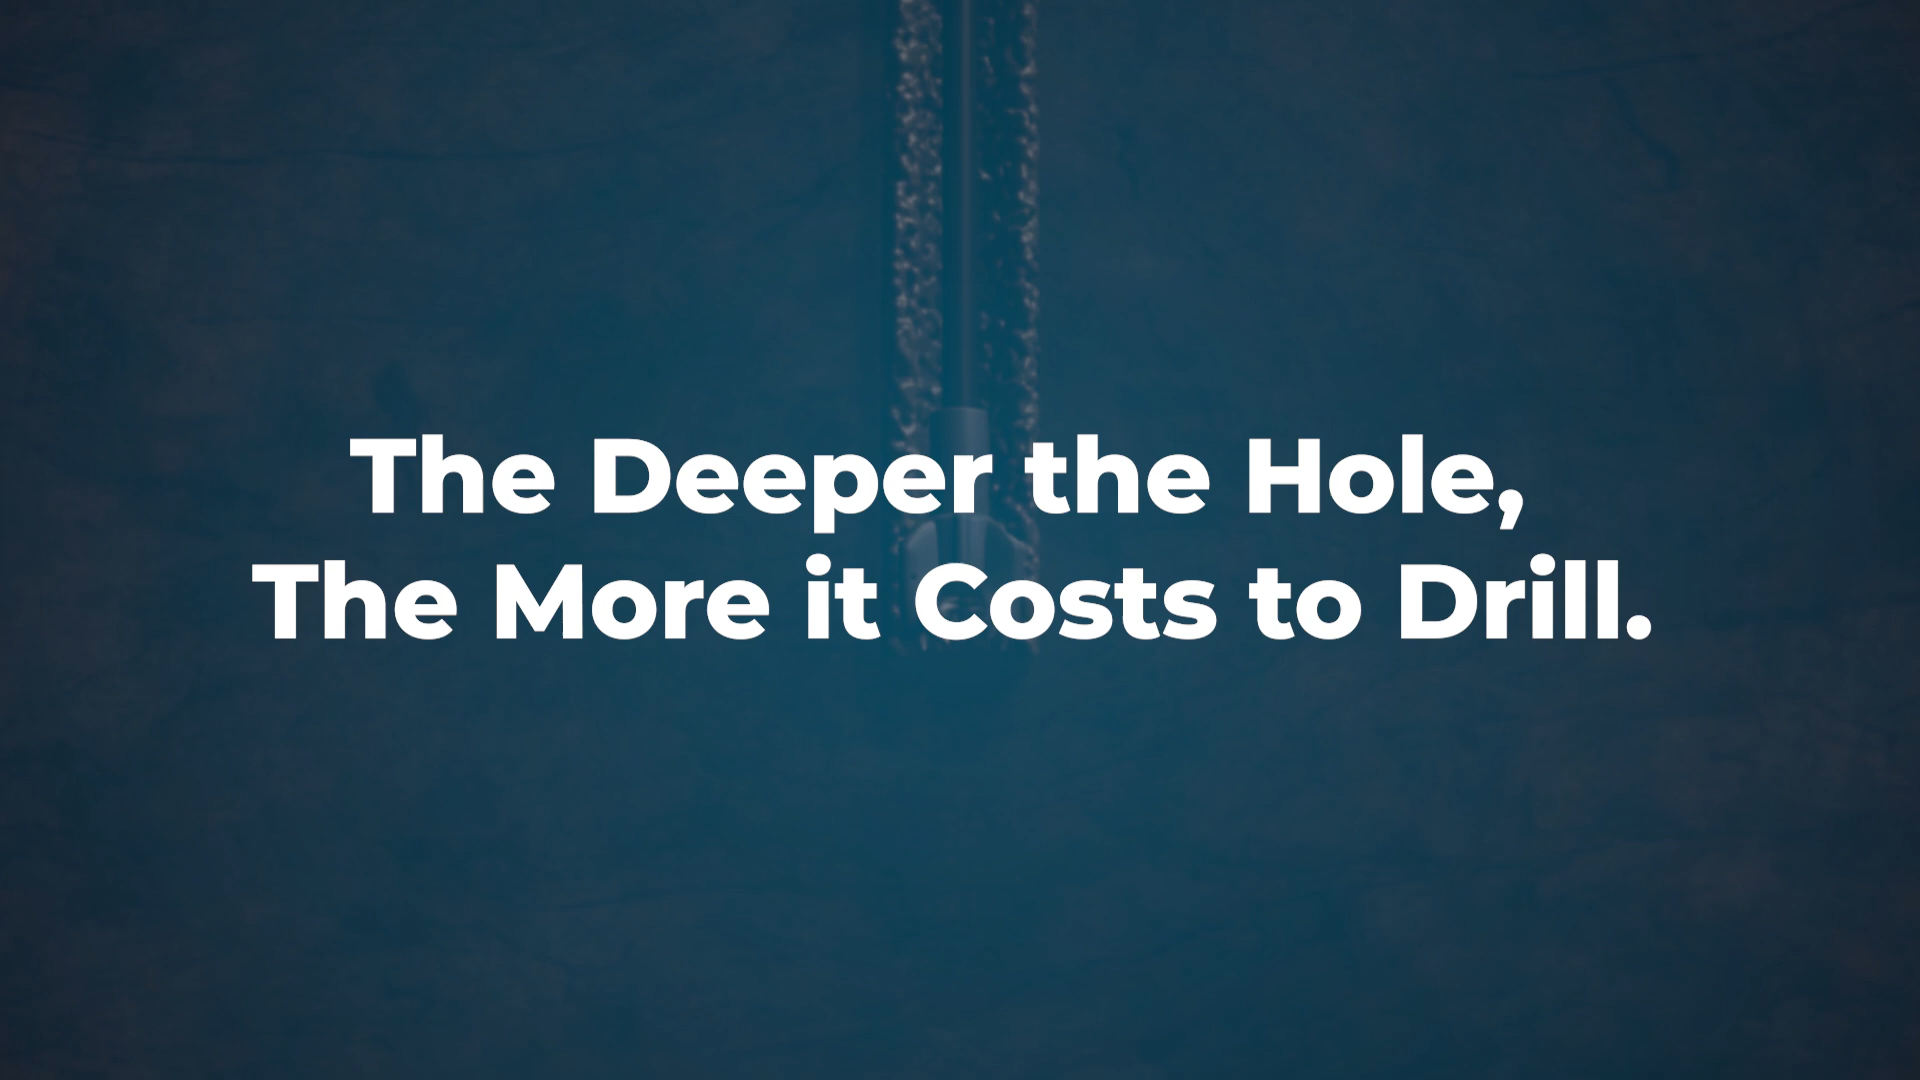 The Deeper the Hole,
The More it Costs to Drill.